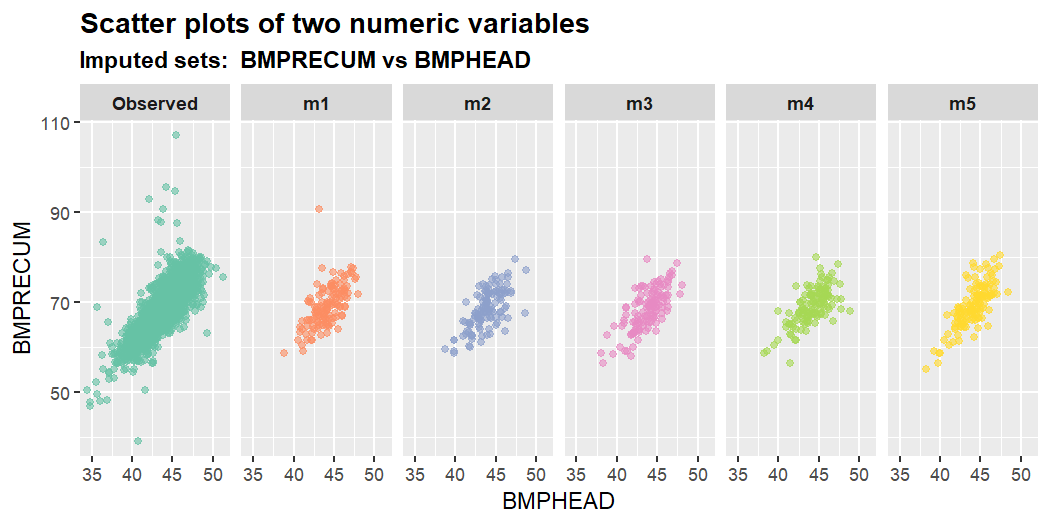 Scatter plots of two numeric variables
Imputed sets:  BMPRECUM vs BMPHEAD
Observed m1 m2 m3 m4 m5
110
90
70
50
BMPRECUM
35 40 45 50 35 40 45 50 35 40 45 50 35 40 45 50 35 40 45 50 35 40 45 50
BMPHEAD